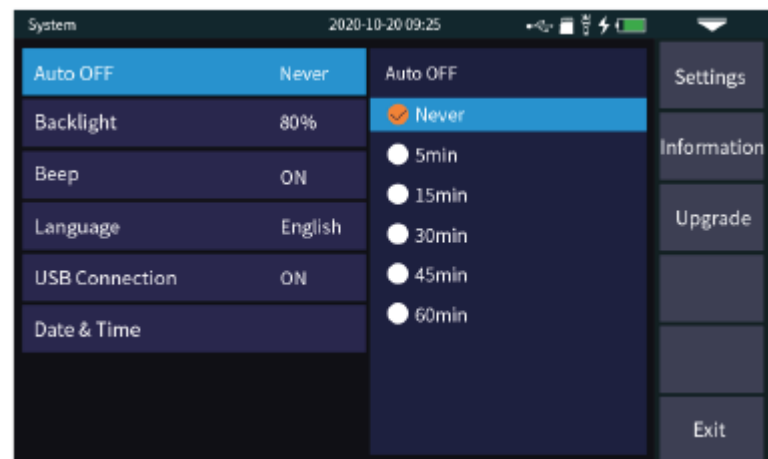 System 2020-10-20 09:25
Auto OFF Never
Backlight 80%
Beep ON
Language English
USB Connection ON
Date & Time
Auto OFF
Never
5min
15min
30min
45min
60min
Settings
Information
Upgrade
Exit